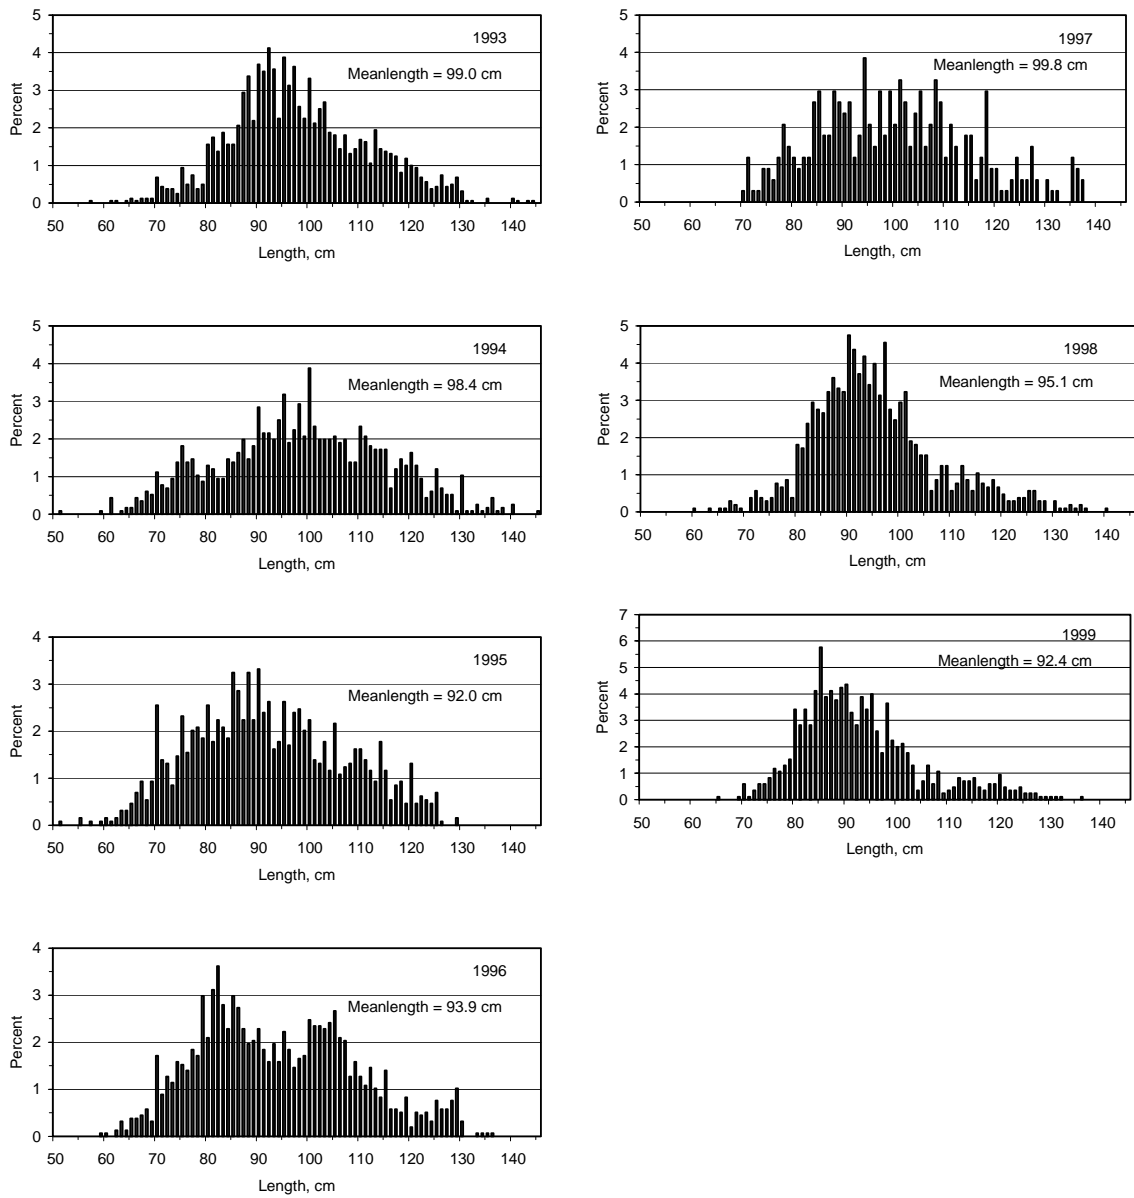 5
1993
4
Meanlength = 99.0 cm
3
Percent
2
1
0
50 60 70 80 90 100 110 120 130 140
Length, cm
5
1994
4
Meanlength = 98.4 cm
3
Percent
2
1
0
50 60 70 80 90 100 110 120 130 140
Length, cm
4
1995
3
Meanlength = 92.0 cm
Percent
2
1
0
50 60 70 80 90 100 110 120 130 140
Length, cm
4
1996
3
Meanlength = 93.9 cm
Percent
2
1
0
50 60 70 80 90 100 110 120 130 140
Length, cm
5
1997
4
Meanlength = 99.8 cm
3
Percent
2
1
0
50 60 70 80 90 100 110 120 130 140
Length, cm
5
1998
4
Meanlength = 95.1 cm
3
Percent
2
1
0
50 60 70 80 90 100 110 120 130 140
Length, cm
7
1999
6
Meanlength = 92.4 cm
5
4
Percent
3
2
1
0
50 60 70 80 90 100 110 120 130 140
Length, cm